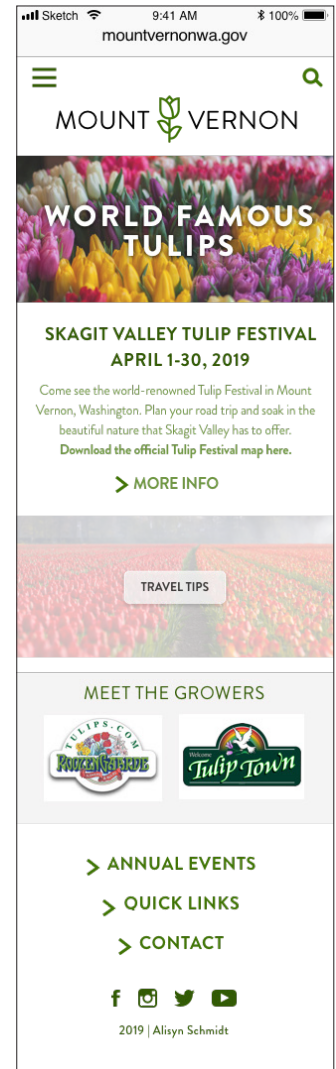 Sketch 9:41 AM 100%
mountvernonwa.gov
MOUNT VERNON
WORLD FAMOUS
TULIPS
SKAGIT VALLEY TULIP FESTIVAL
APRIL 1-30, 2019
Come see the world-renowned Tulip Festival in Mount
Vernon, Washington. Plan your road trip and soak in the
beautiful nature that Skagit Valley has to offer.
Download the official Tulip Festival map here.
MORE INFO
TRAVEL TIPS
MEET THE GROWERS
TULIPS.COM
ROOZENGAARDE
Welcome
Tulip Town
ANNUAL EVENTS
QUICK LINKS
CONTACT
2019 | Alisyn Schmidt